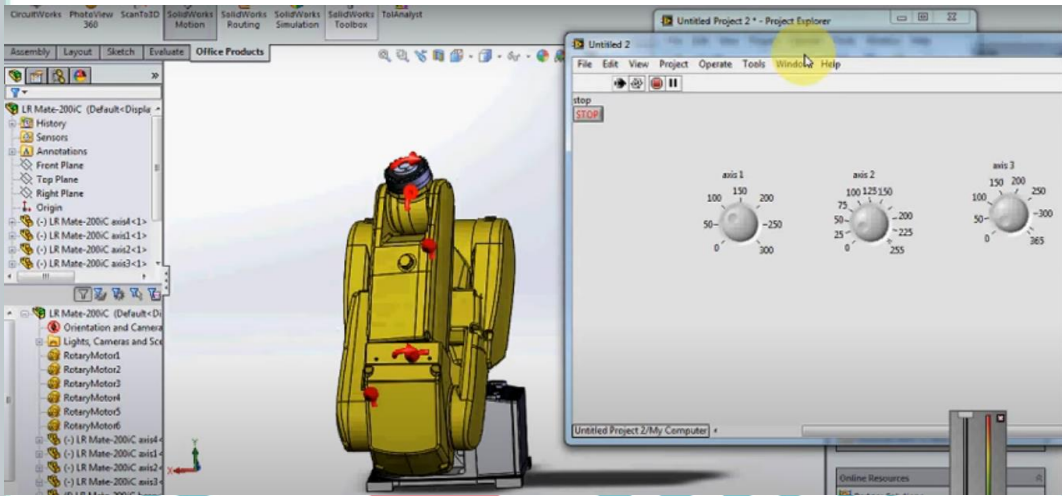 CircuitWorks PhotoView 360 ScanTo3D SolidWorks Motion SolidWorks Routing SolidWorks Simulation SolidWorks Toolbox TolAnalyst
Assembly Layout Sketch Evaluate Office Products
LR Mate-200iC (Default<Display
History
Sensors
Annotations
Front Plane
Top Plane
Right Plane
Origin
(-) LR Mate-200iC axis4<1>
(-) LR Mate-200iC axis1<1>
(-) LR Mate-200iC axis2<1>
(-) LR Mate-200iC axis3<1>
LR Mate-200iC (Default<Di
Orientation and Camera
Lights, Cameras and Sce
RotaryMotor1
RotaryMotor2
RotaryMotor3
RotaryMotor4
RotaryMotor5
RotaryMotor6
(-) LR Mate-200iC axis4<
(-) LR Mate-200iC axis1<
(-) LR Mate-200iC axis2<
(-) LR Mate-200iC axis3<
Untitled Project 2 * - Project Explorer
Untitled 2
File Edit View Project Operate Tools Window Help
stop
STOP
axis 1
0 50 100 150 200 250 300
axis 2
0 25 50 75 100 125 150 200 225 255
axis 3
0 50 100 150 200 250 300 365
Untitled Project 2/My Computer
Online Resources